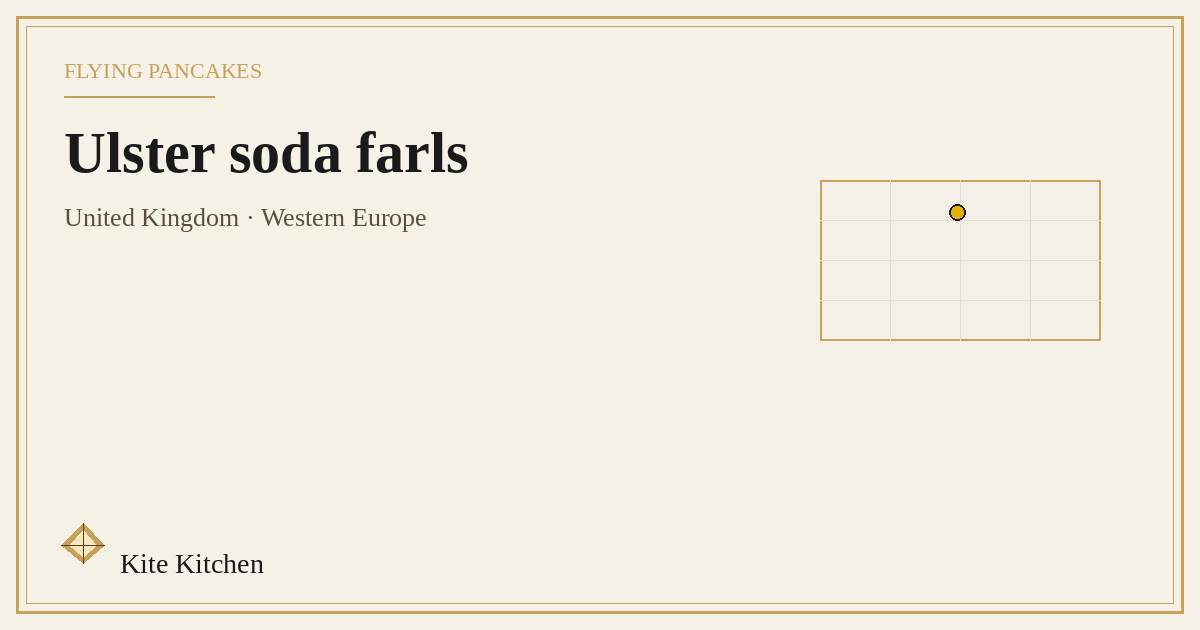 FLYING PANCAKES
Ulster soda farls
United Kingdom · Western Europe
Kite Kitchen